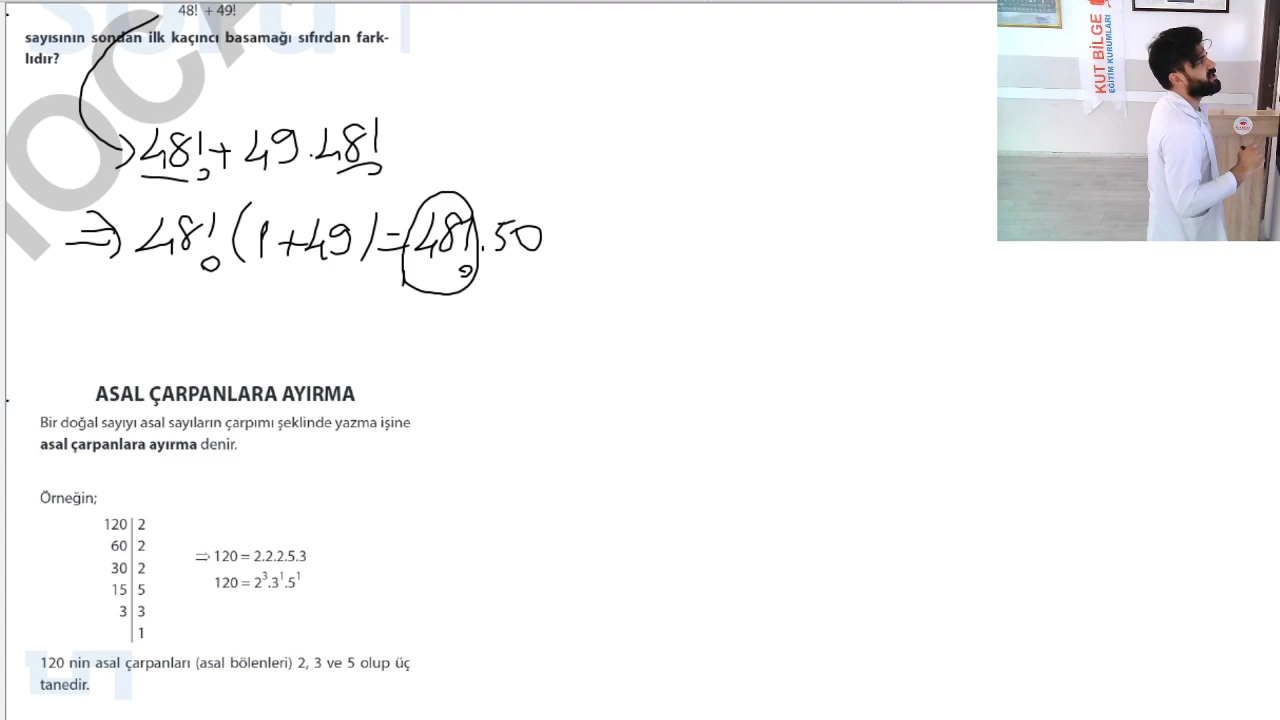 48! + 49!
sayısının sondan ilk kaçıncı basamağı sıfırdan fark-
lıdır?
48! + 49.48!
⇒ 48! (1+49) = 48!.50
ASAL ÇARPANLARA AYIRMA
Bir doğal sayıyı asal sayıların çarpımı şeklinde yazma işine
asal çarpanlara ayırma denir.
Örneğin;
120 2
60 2
30 2
15 5
3 3
1
⇒ 120 = 2.2.2.5.3
120 = 2³.3¹.5¹
120 nin asal çarpanları (asal bölenleri) 2, 3 ve 5 olup üç
tanedir.
KUT BİLGE
EĞİTİM KURUMLARI